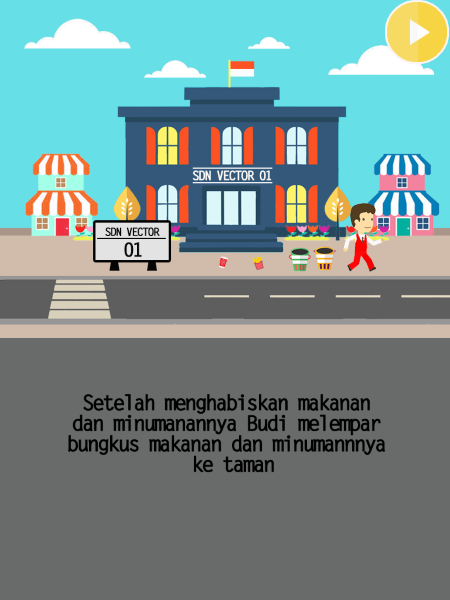 SDN VECTOR 01
SDN VECTOR
01
Setelah menghabiskan makanan
dan minumanannya Budi melempar
bungkus makanan dan minumannnya
ke taman